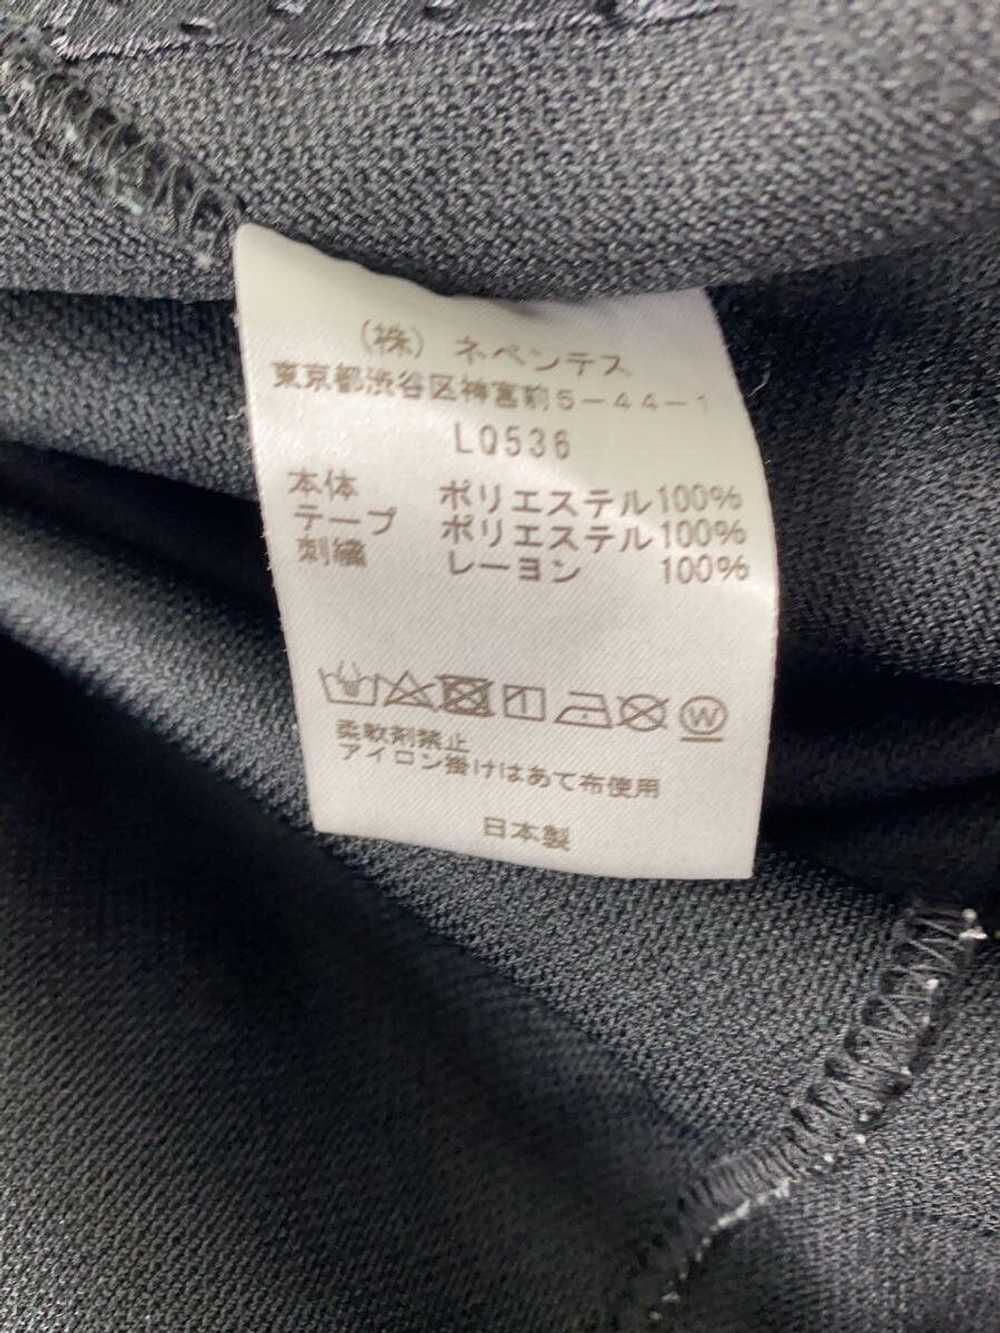 (株) ネペンテス
東京都渋谷区神宮前5-44-1
LQ536
本体 ポリエステル100%
テープ ポリエステル100%
刺繍 レーヨン 100%
W
柔軟剤禁止
アイロン掛けはあて布使用
日本製